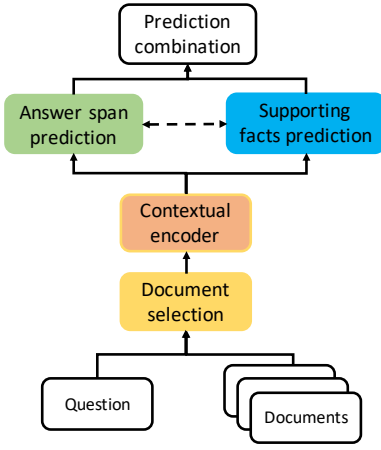 Prediction
combination
Answer span
prediction
Supporting
facts prediction
Contextual
encoder
Document
selection
Question
Documents